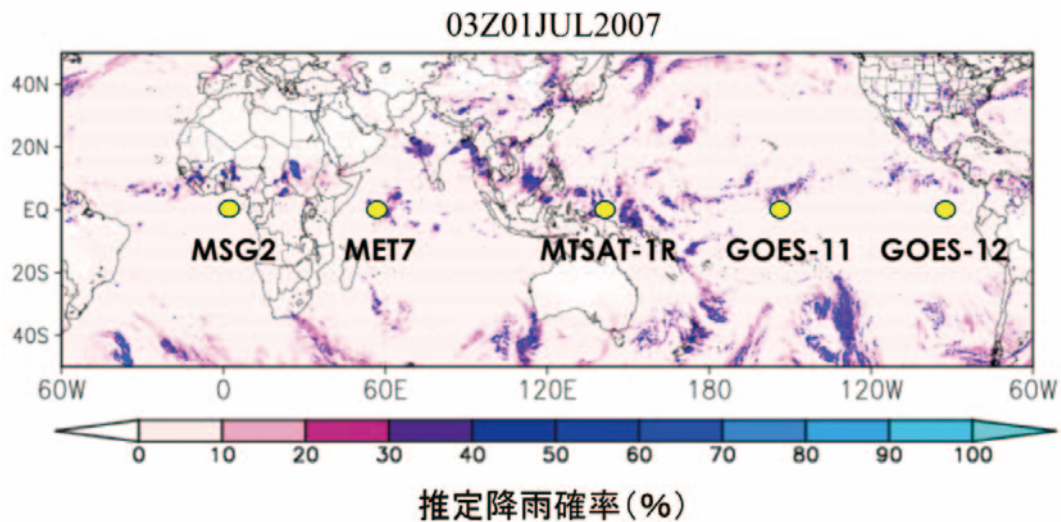 03Z01JUL2007
40N
20N
EQ
20S
40S
MSG2 MET7 MTSAT-1R GOES-11 GOES-12
60W 0 60E 120E 180 120W 60W
0 10 20 30 40 50 60 70 80 90 100
推定降雨確率(%)